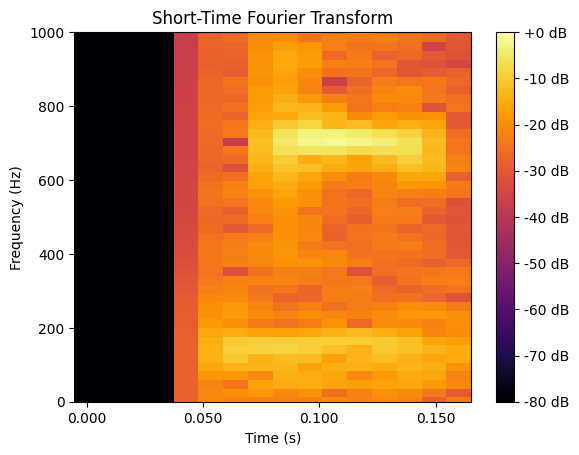 Short-Time Fourier Transform
1000
800
600
400
200
0
Frequency (Hz)
0.000
0.050
0.100
0.150
Time (s)
+0 dB
-10 dB
-20 dB
-30 dB
-40 dB
-50 dB
-60 dB
-70 dB
-80 dB